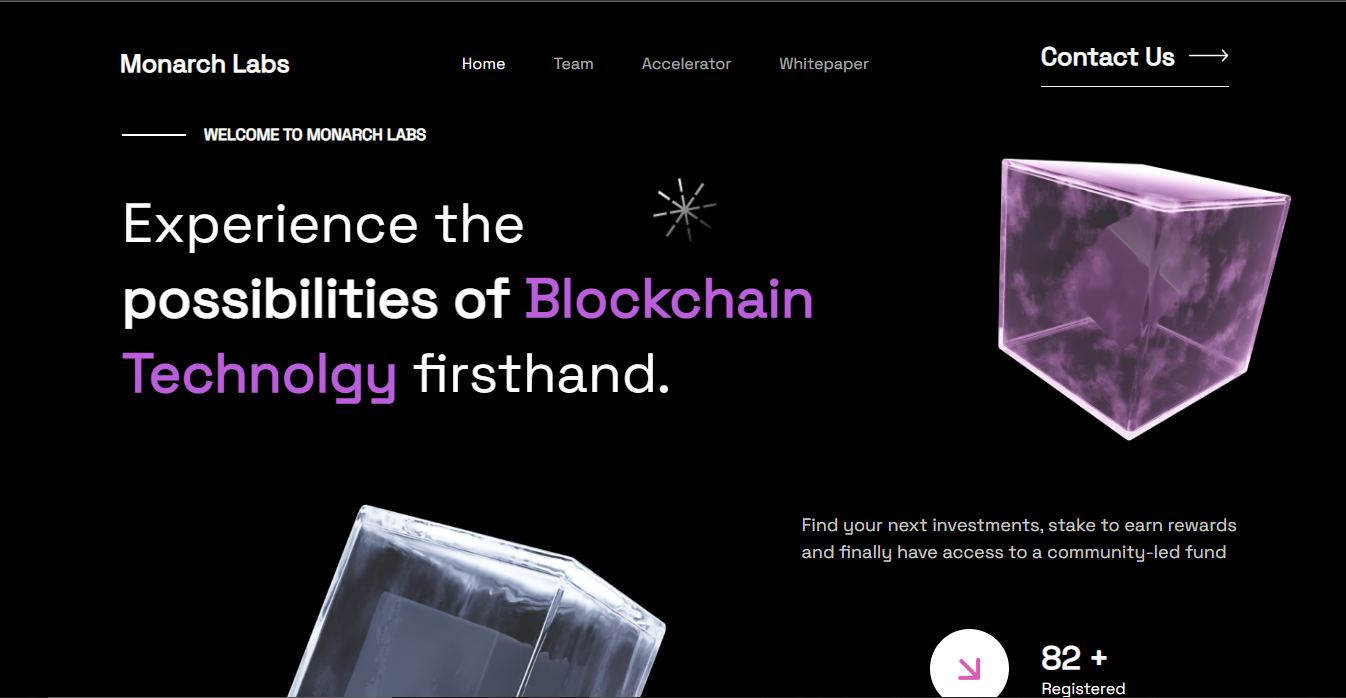 Monarch Labs
Home
Team
Accelerator
Whitepaper
Contact Us
WELCOME TO MONARCH LABS
Experience the
possibilities of Blockchain
Technolgy firsthand.
Find your next investments, stake to earn rewards
and finally have access to a community-led fund
82 +
Registered